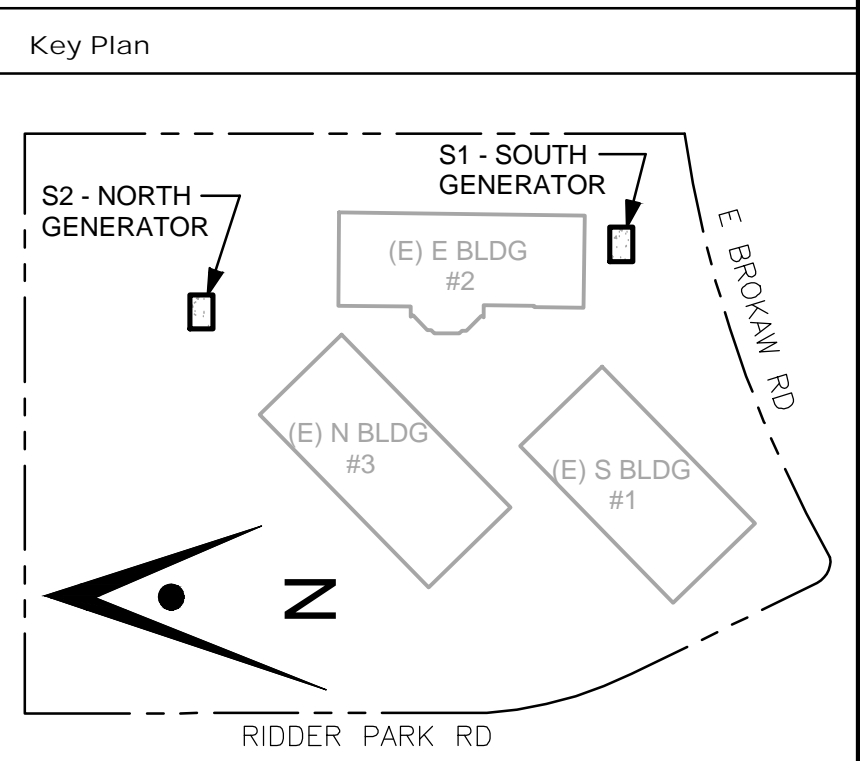 Key Plan
S1 - SOUTH
GENERATOR
S2 - NORTH
GENERATOR
(E) E BLDG
#2
E BROKAW RD
(E) N BLDG
#3
(E) S BLDG
#1
N
RIDDER PARK RD